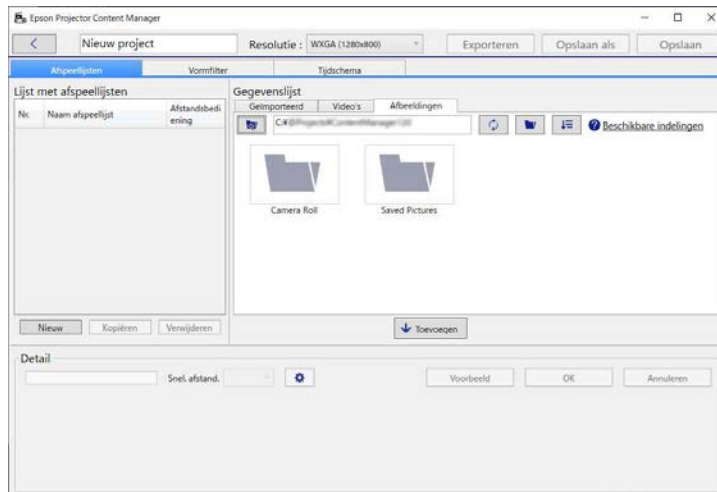 Epson Projector Content Manager
Nieuw project
Resolutie :
WXGA (1280x800)
Exporteren
Opslaan als
Opslaan
Afspeellijsten
Vormfilter
Tijdschema
Lijst met afspeellijsten
Nr.
Naam afspeellijst
Afstandsbedi
ening
Gegevenslijst
Geïmporteerd
Video's
Afbeeldingen
C:¥
Beschikbare indelingen
Camera Roll
Saved Pictures
Nieuw
Kopiëren
Verwijderen
Toevoegen
Detail
Snel. afstand.
Voorbeeld
OK
Annuleren